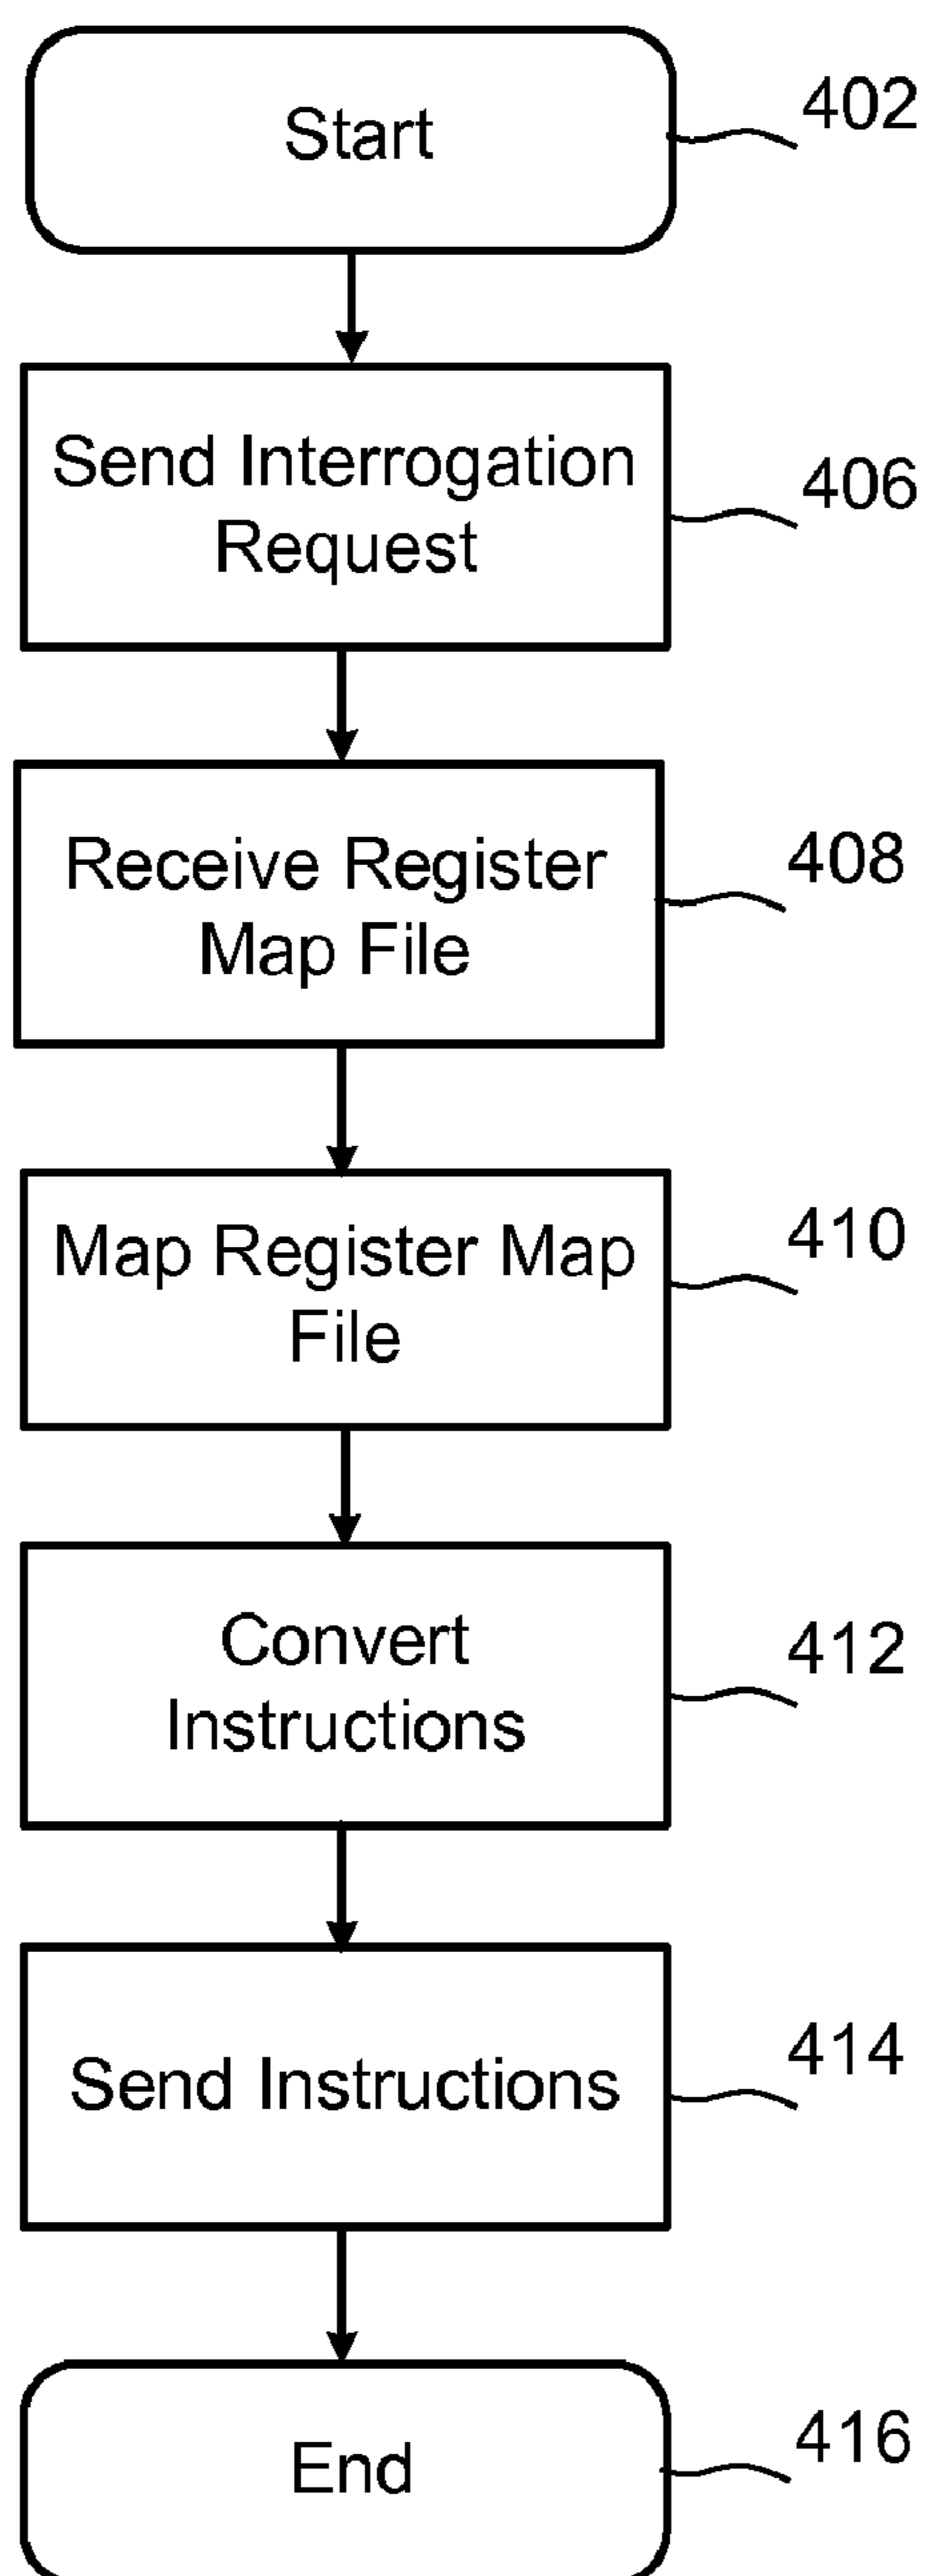 Start
402
Send Interrogation
Request
406
Receive Register
Map File
408
Map Register Map
File
410
Convert
Instructions
412
Send Instructions
414
End
416